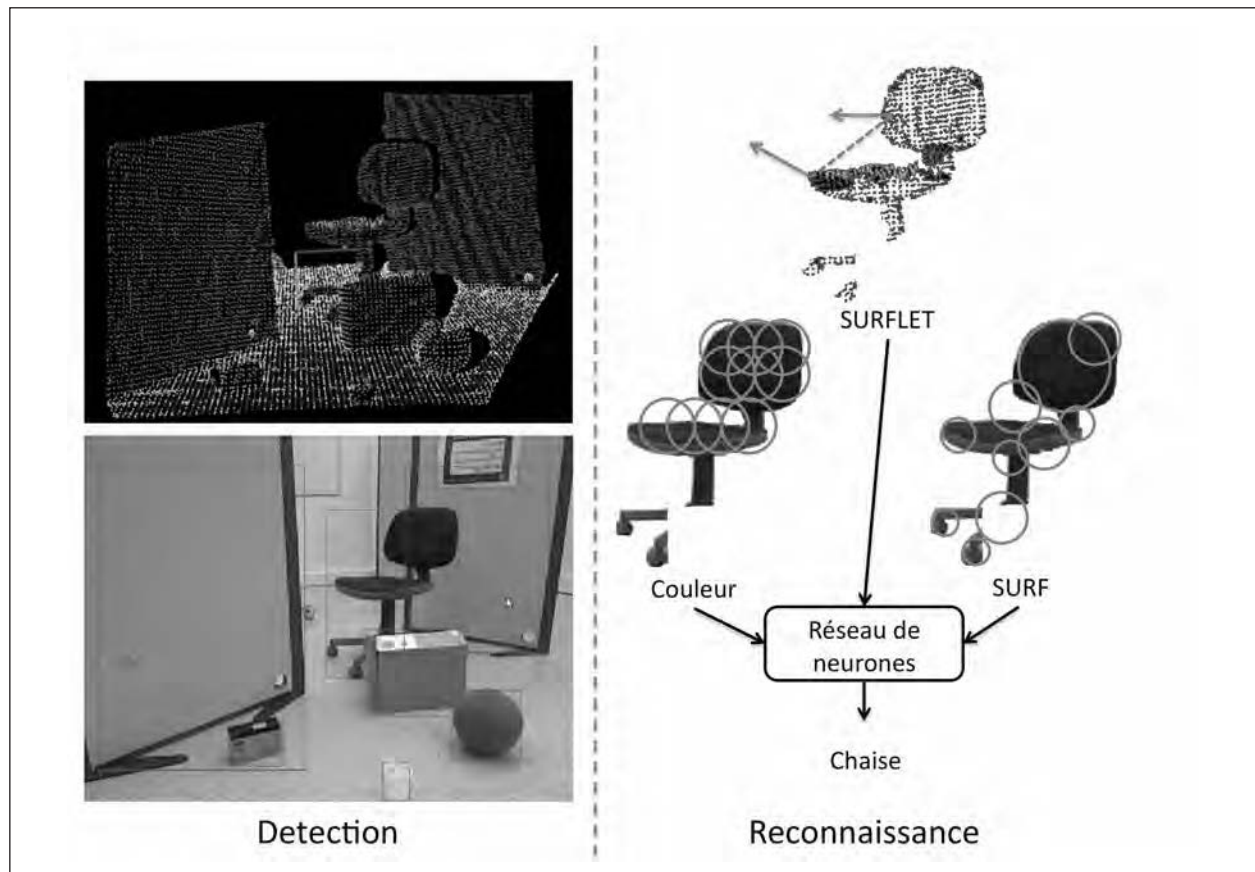 SURFLET
Couleur
SURF
Réseau de
neurones
Chaise
Detection
Reconnaissance